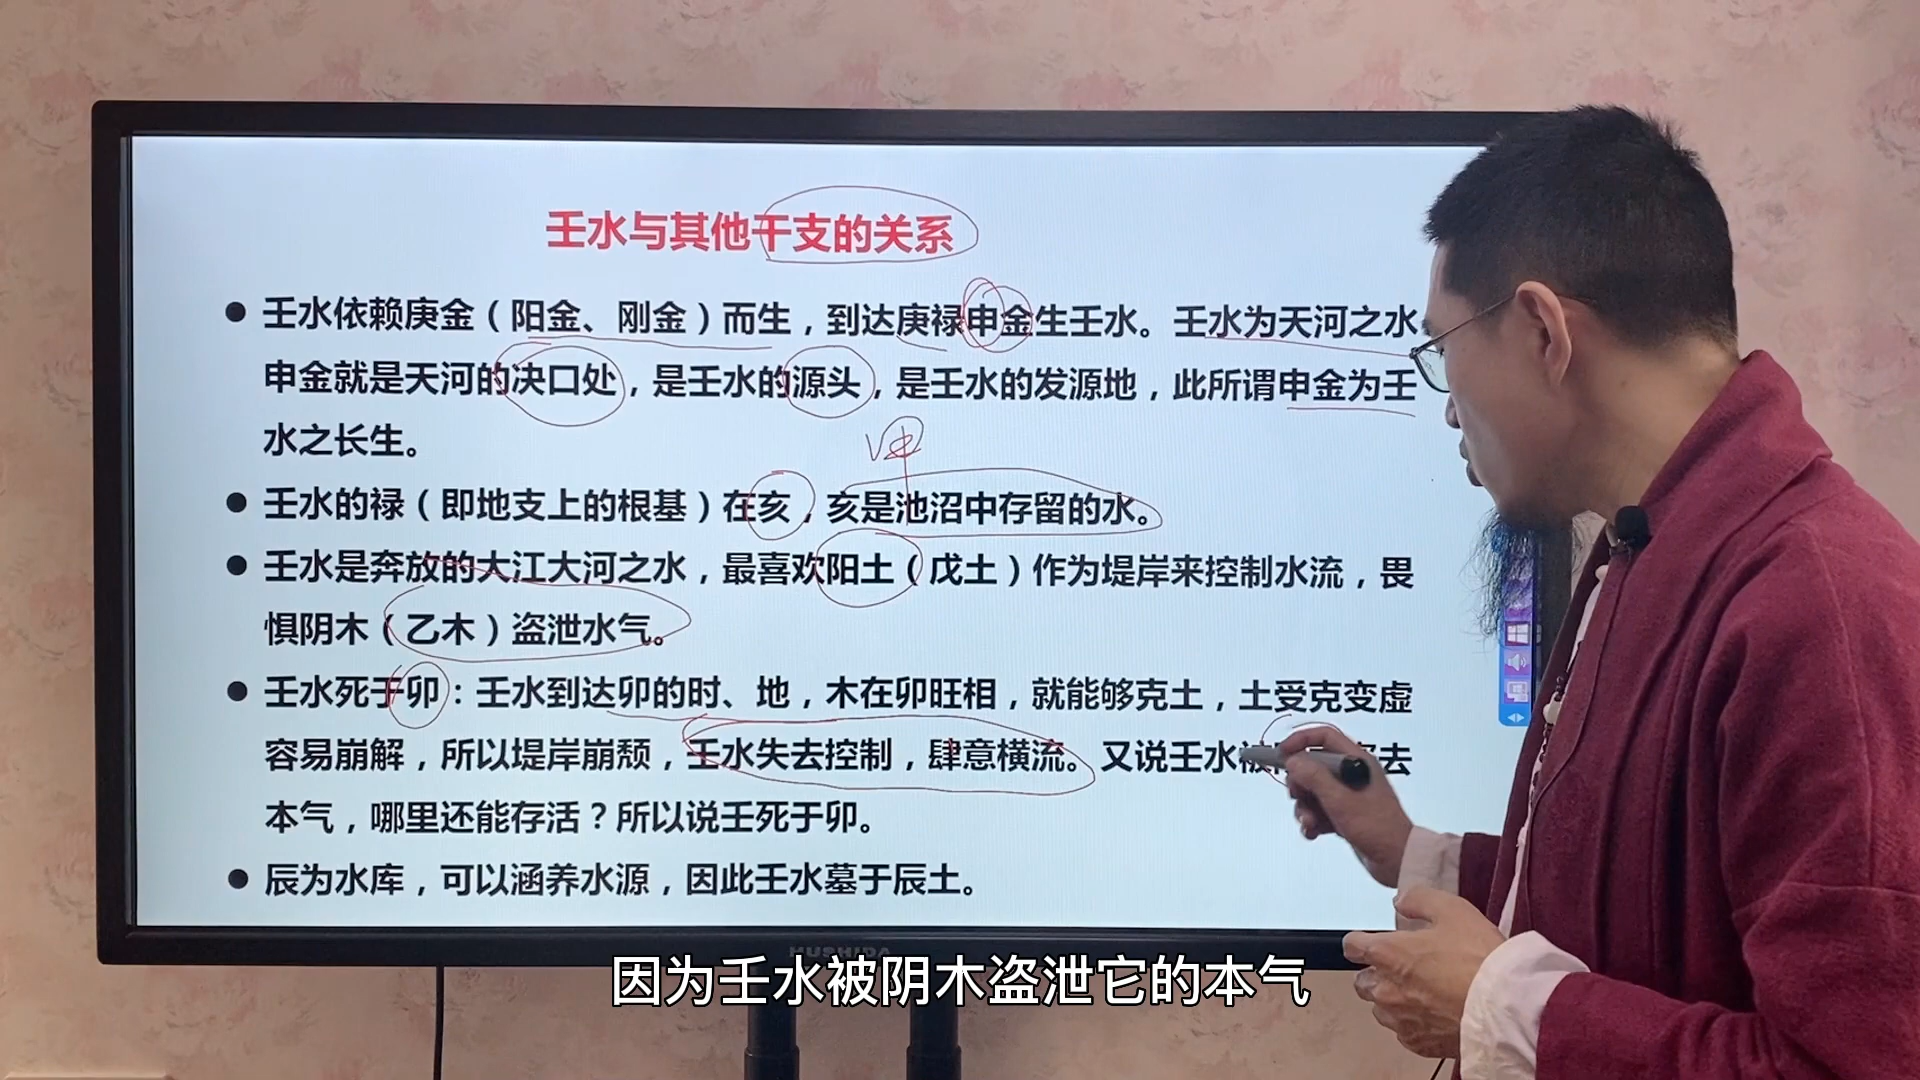 壬水与其他干支的关系
● 壬水依赖庚金（阳金、刚金）而生，到达庚禄申金生壬水。壬水为天河之水
申金就是天河的决口处，是壬水的源头，是壬水的发源地，此所谓申金为壬
水之长生。
申
● 壬水的禄（即地支上的根基）在亥，亥是池沼中存留的水。
● 壬水是奔放的大江大河之水，最喜欢阳土（戊土）作为堤岸来控制水流，畏
惧阴木（乙木）盗泄水气。
● 壬水死于卯：壬水到达卯的时、地，木在卯旺相，就能够克土，土受克变虚
容易崩解，所以堤岸崩颓，壬水失去控制，肆意横流。又说壬水被 去
本气，哪里还能存活？所以说壬死于卯。
● 辰为水库，可以涵养水源，因此壬水墓于辰土。
因为壬水被阴木盗泄它的本气